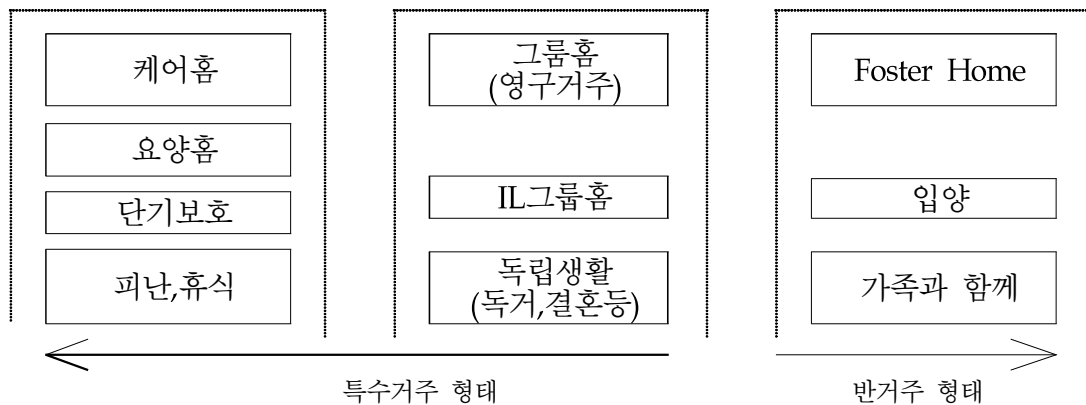 케어홈
요양홈
단기보호
피난,휴식
그룹홈
(영구거주)
IL그룹홈
독립생활
(독거,결혼등)
Foster Home
입양
가족과 함께
특수거주 형태
반거주 형태